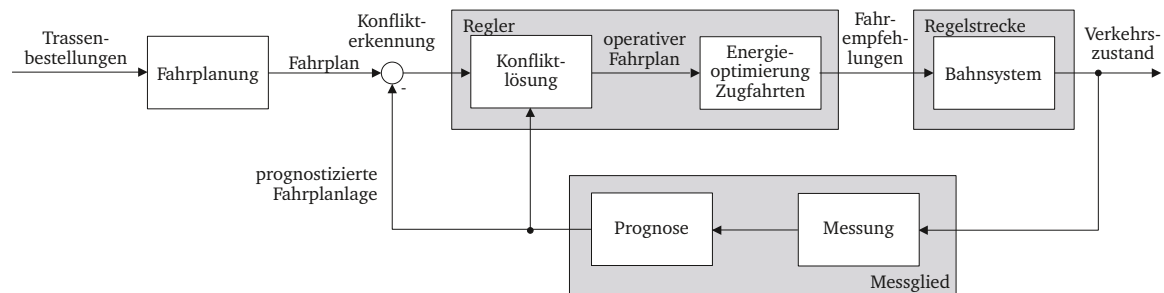 Trassen-
bestellungen
Fahrplanung
Fahrplan
Konflikt-
erkennung
-
Regler
Konflikt-
lösung
operativer
Fahrplan
Energie-
optimierung
Zugfahrten
Fahr-
empfeh-
lungen
Regelstrecke
Bahnsystem
Verkehrs-
zustand
prognostizierte
Fahrplanlage
Prognose
Messung
Messglied